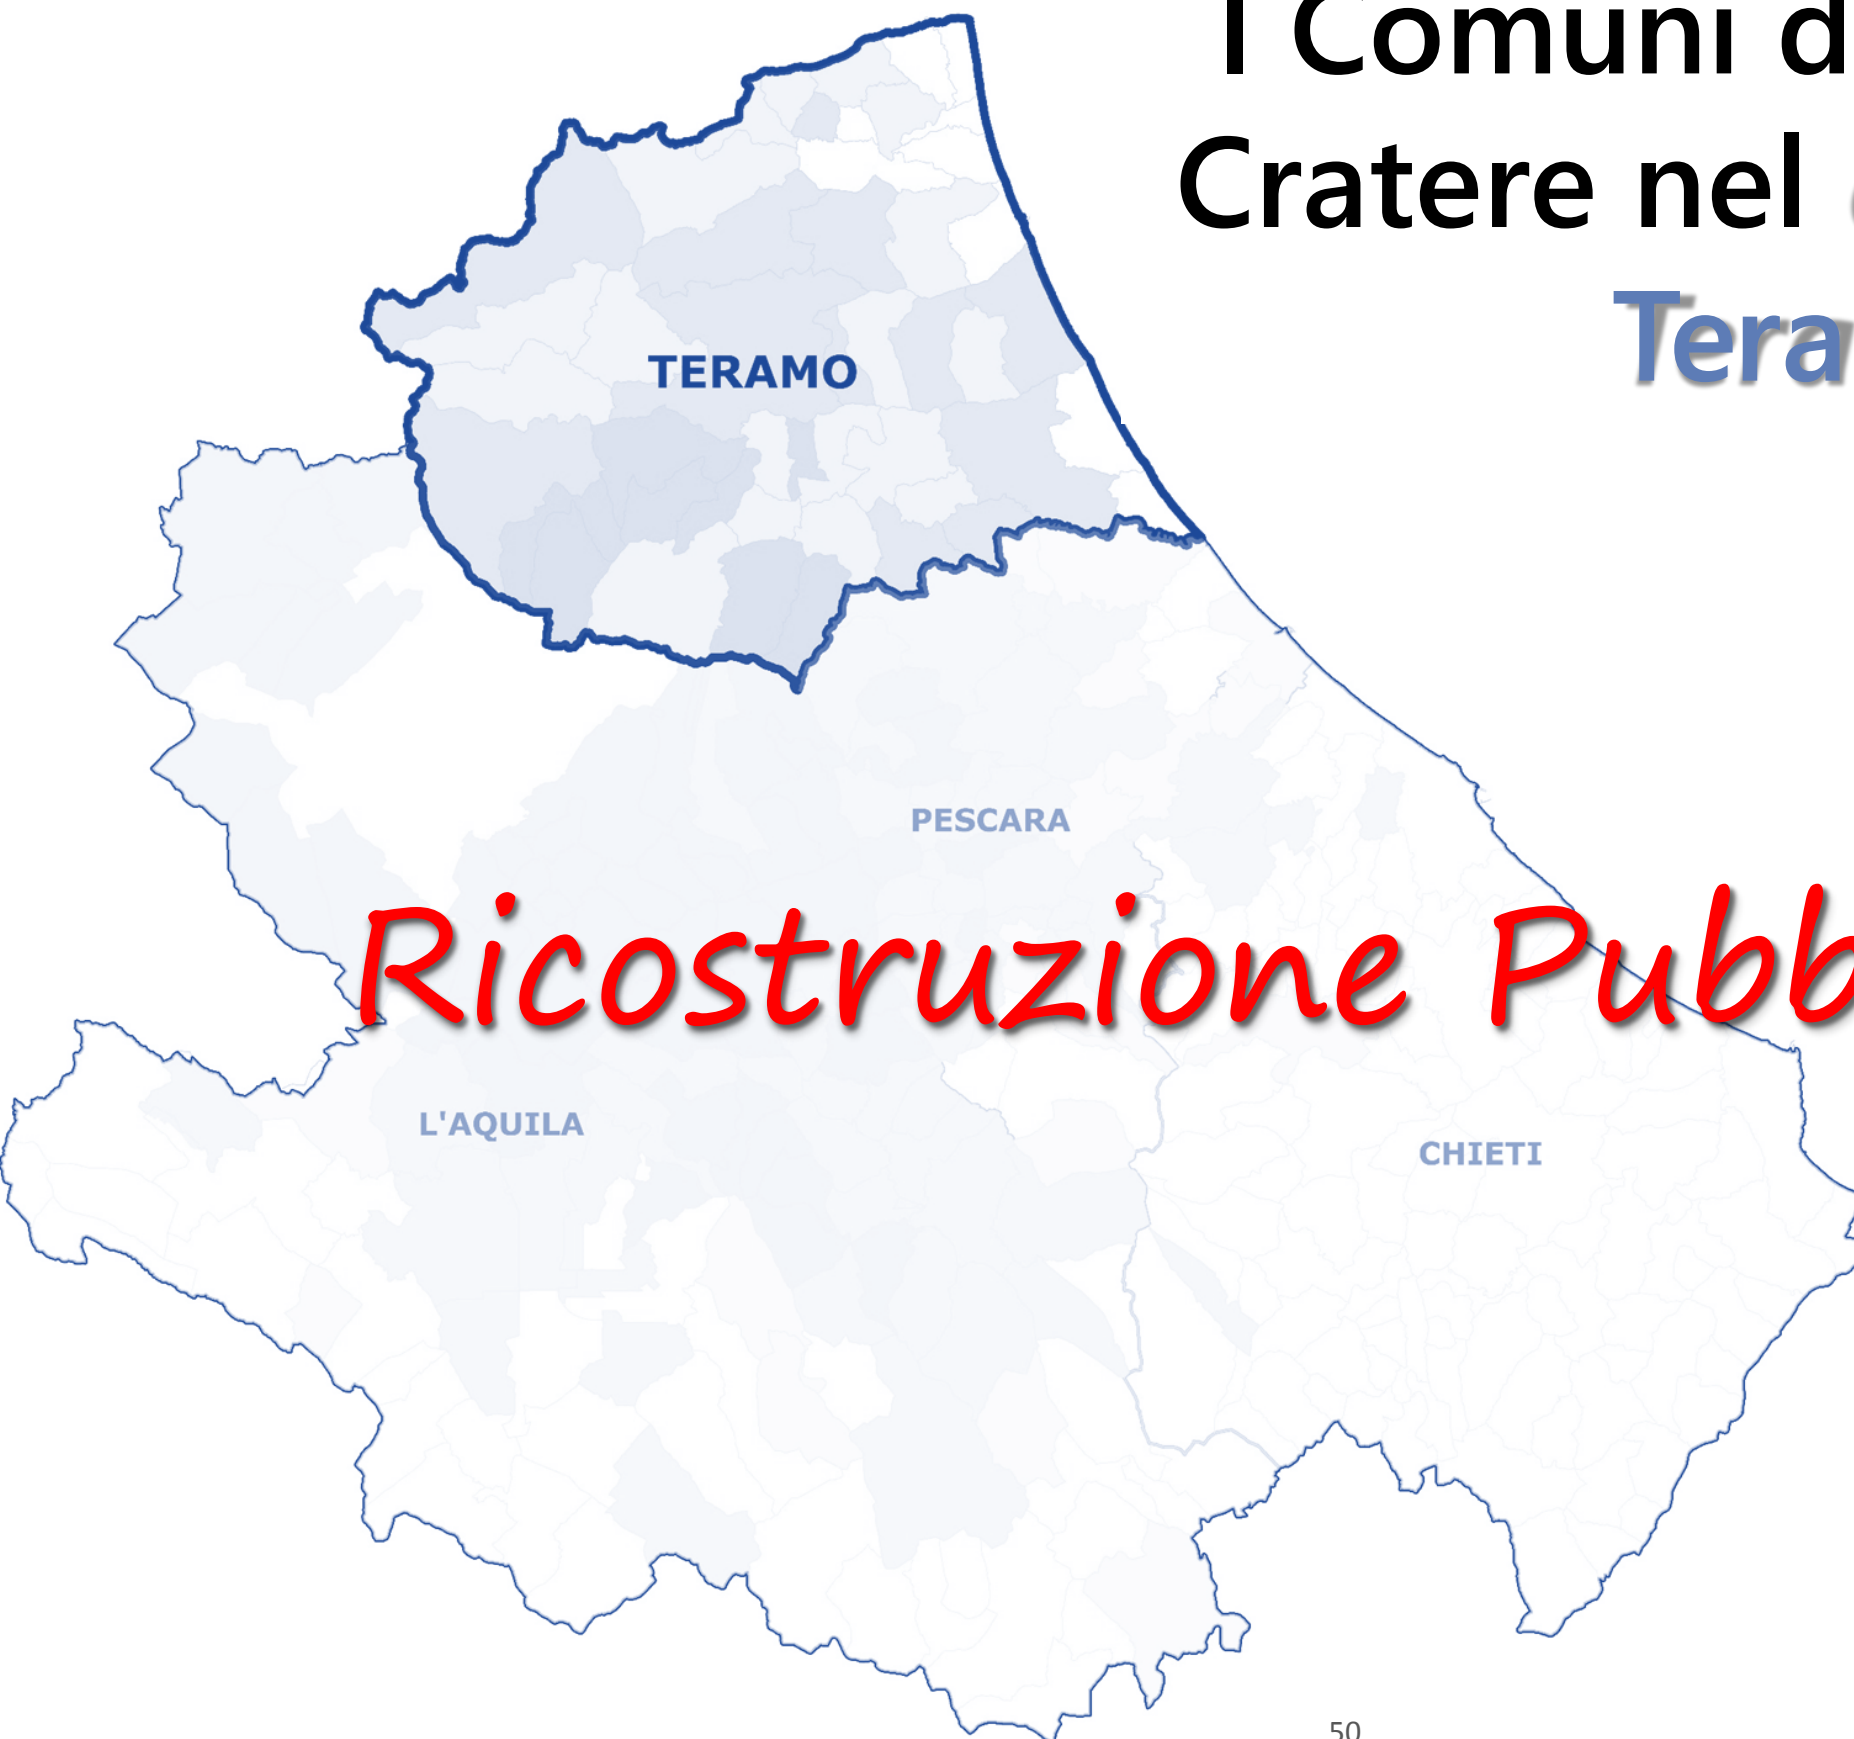 I Comuni d
Cratere nel
Tera
TERAMO
PESCARA
Ricostruzione Pubb
L'AQUILA
CHIETI
50